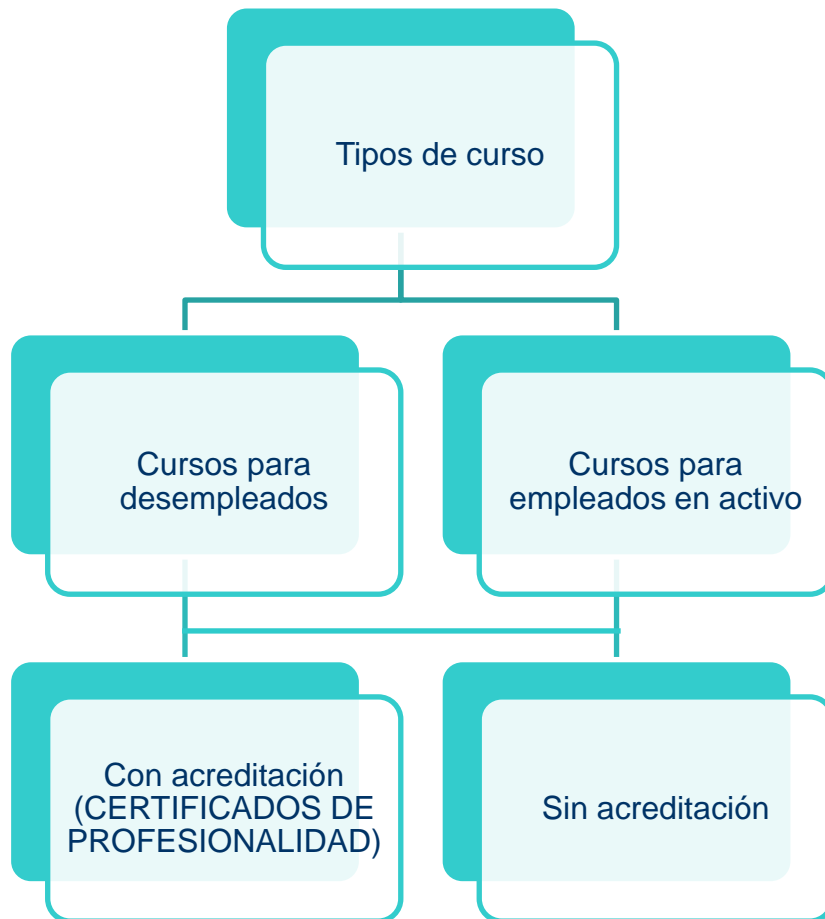 Tipos de curso
Cursos para
desempleados
Cursos para
empleados en activo
Con acreditación
(CERTIFICADOS DE
PROFESIONALIDAD)
Sin acreditación